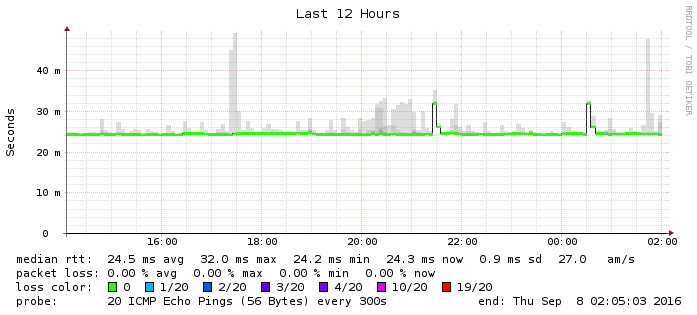 Last 12 Hours
RRDTOOL / TOBI OETIKER
Seconds
40 m
30 m
20 m
10 m
0
16:00 18:00 20:00 22:00 00:00 02:00
median rtt: 24.5 ms avg 32.0 ms max 24.2 ms min 24.3 ms now 0.9 ms sd 27.0 am/s
packet loss: 0.00 % avg 0.00 % max 0.00 % min 0.00 % now
loss color: 0 1/20 2/20 3/20 4/20 10/20 19/20
probe: 20 ICMP Echo Pings (56 Bytes) every 300s end: Thu Sep 8 02:05:03 2016